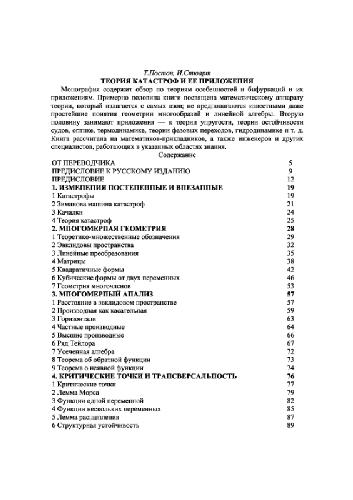 Т.Постон, И.Стюарт
ТЕОРИЯ КАТАСТРОФ И ЕЕ ПРИЛОЖЕНИЯ
Монография содержит обзор по теориям особенностей и бифуркаций и их
приложениям. Примерно половина книги посвящена математическому аппарату
теории, который излагается с самых азов; не предполагаются известными даже
простейшие понятия геометрии многообразий и линейной алгебры. Вторую
половину занимают приложения — к теории упругости, теории остойчивости
судов, оптике, термодинамике, теории фазовых переходов, гидродинамике и т. д.
Книга рассчитана на математиков-прикладников, а также инженеров и других
специалистов, работающих в указанных областях знания.
Содержание
ОТ ПЕРЕВОДЧИКА 5
ПРЕДИСЛОВИЕ К РУССКОМУ ИЗДАНИЮ 9
ПРЕДИСЛОВИЕ 12
1. ИЗМЕНЕНИЯ ПОСТЕПЕННЫЕ И ВНЕЗАПНЫЕ 19
1 Катастрофы 19
2 Зиманова машина катастроф 21
3 Качалки 24
4 Теория катастроф 25
2. МНОГОМЕРНАЯ ГЕОМЕТРИЯ 28
1 Теоретико-множественные обозначения 29
2 Эвклидовы пространства 32
3 Линейные преобразования 35
4 Матрицы 38
5 Квадратичные формы 42
6 Кубические формы от двух переменных 46
7 Геометрия многочленов 53
3. МНОГОМЕРНЫЙ АНАЛИЗ 57
1 Расстояние в эвклидовом пространстве 57
2 Производная как касательная 59
3 Горизонтали 63
4 Частные производные 64
5 Высшие производные 66
6 Ряд Тейлора 67
7 Усеченная алгебра 72
8 Теорема об обратной функции 73
9 Теорема о неявной функции 74
4. КРИТИЧЕСКИЕ ТОЧКИ И ТРАНСВЕРСАЛЬНОСТЬ 76
1 Критические точки 77
2 Лемма Морса 79
3 Функции одной переменной 82
4 Функции нескольких переменных 85
5 Лемма расщепления 87
6 Структурная устойчивость 89